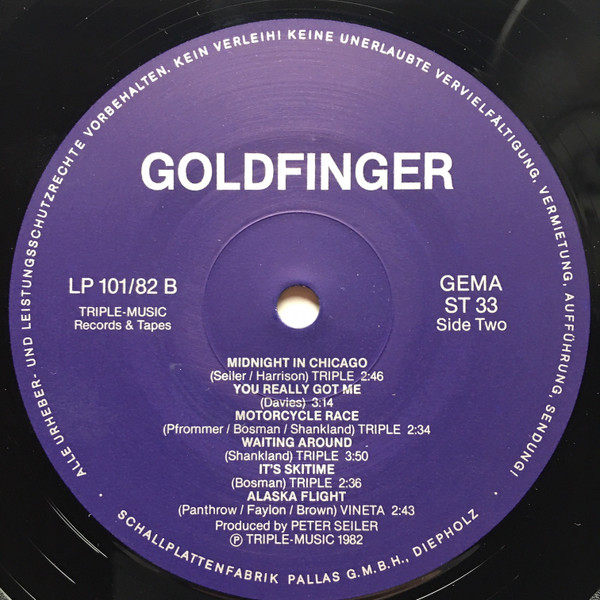 ALLE URHEBER- UND LEISTUNGSSCHUTZRECHTE VORBEHALTEN. KEIN VERLEIH! KEINE UNERLAUBTE VERVIELFÄLTIGUNG, VERMIETUNG, AUFFÜHRUNG, SENDUNG!
GOLDFINGER
LP 101/82 B
TRIPLE-MUSIC
Records & Tapes
GEMA
ST 33
Side Two
MIDNIGHT IN CHICAGO
(Seiler / Harrison) TRIPLE 2:46
YOU REALLY GOT ME
(Davies) 3:14
MOTORCYCLE RACE
(Pfrommer / Bosman / Shankland) TRIPLE 2:34
WAITING AROUND
(Shankland) TRIPLE 3:50
IT'S SKITIME
(Bosman) TRIPLE 2:36
ALASKA FLIGHT
(Panthrow / Faylon / Brown) VINETA 2:43
Produced by PETER SEILER
Ⓟ TRIPLE-MUSIC 1982
• SCHALLPLATTENFABRIK PALLAS G.M.B.H., DIEPHOLZ •